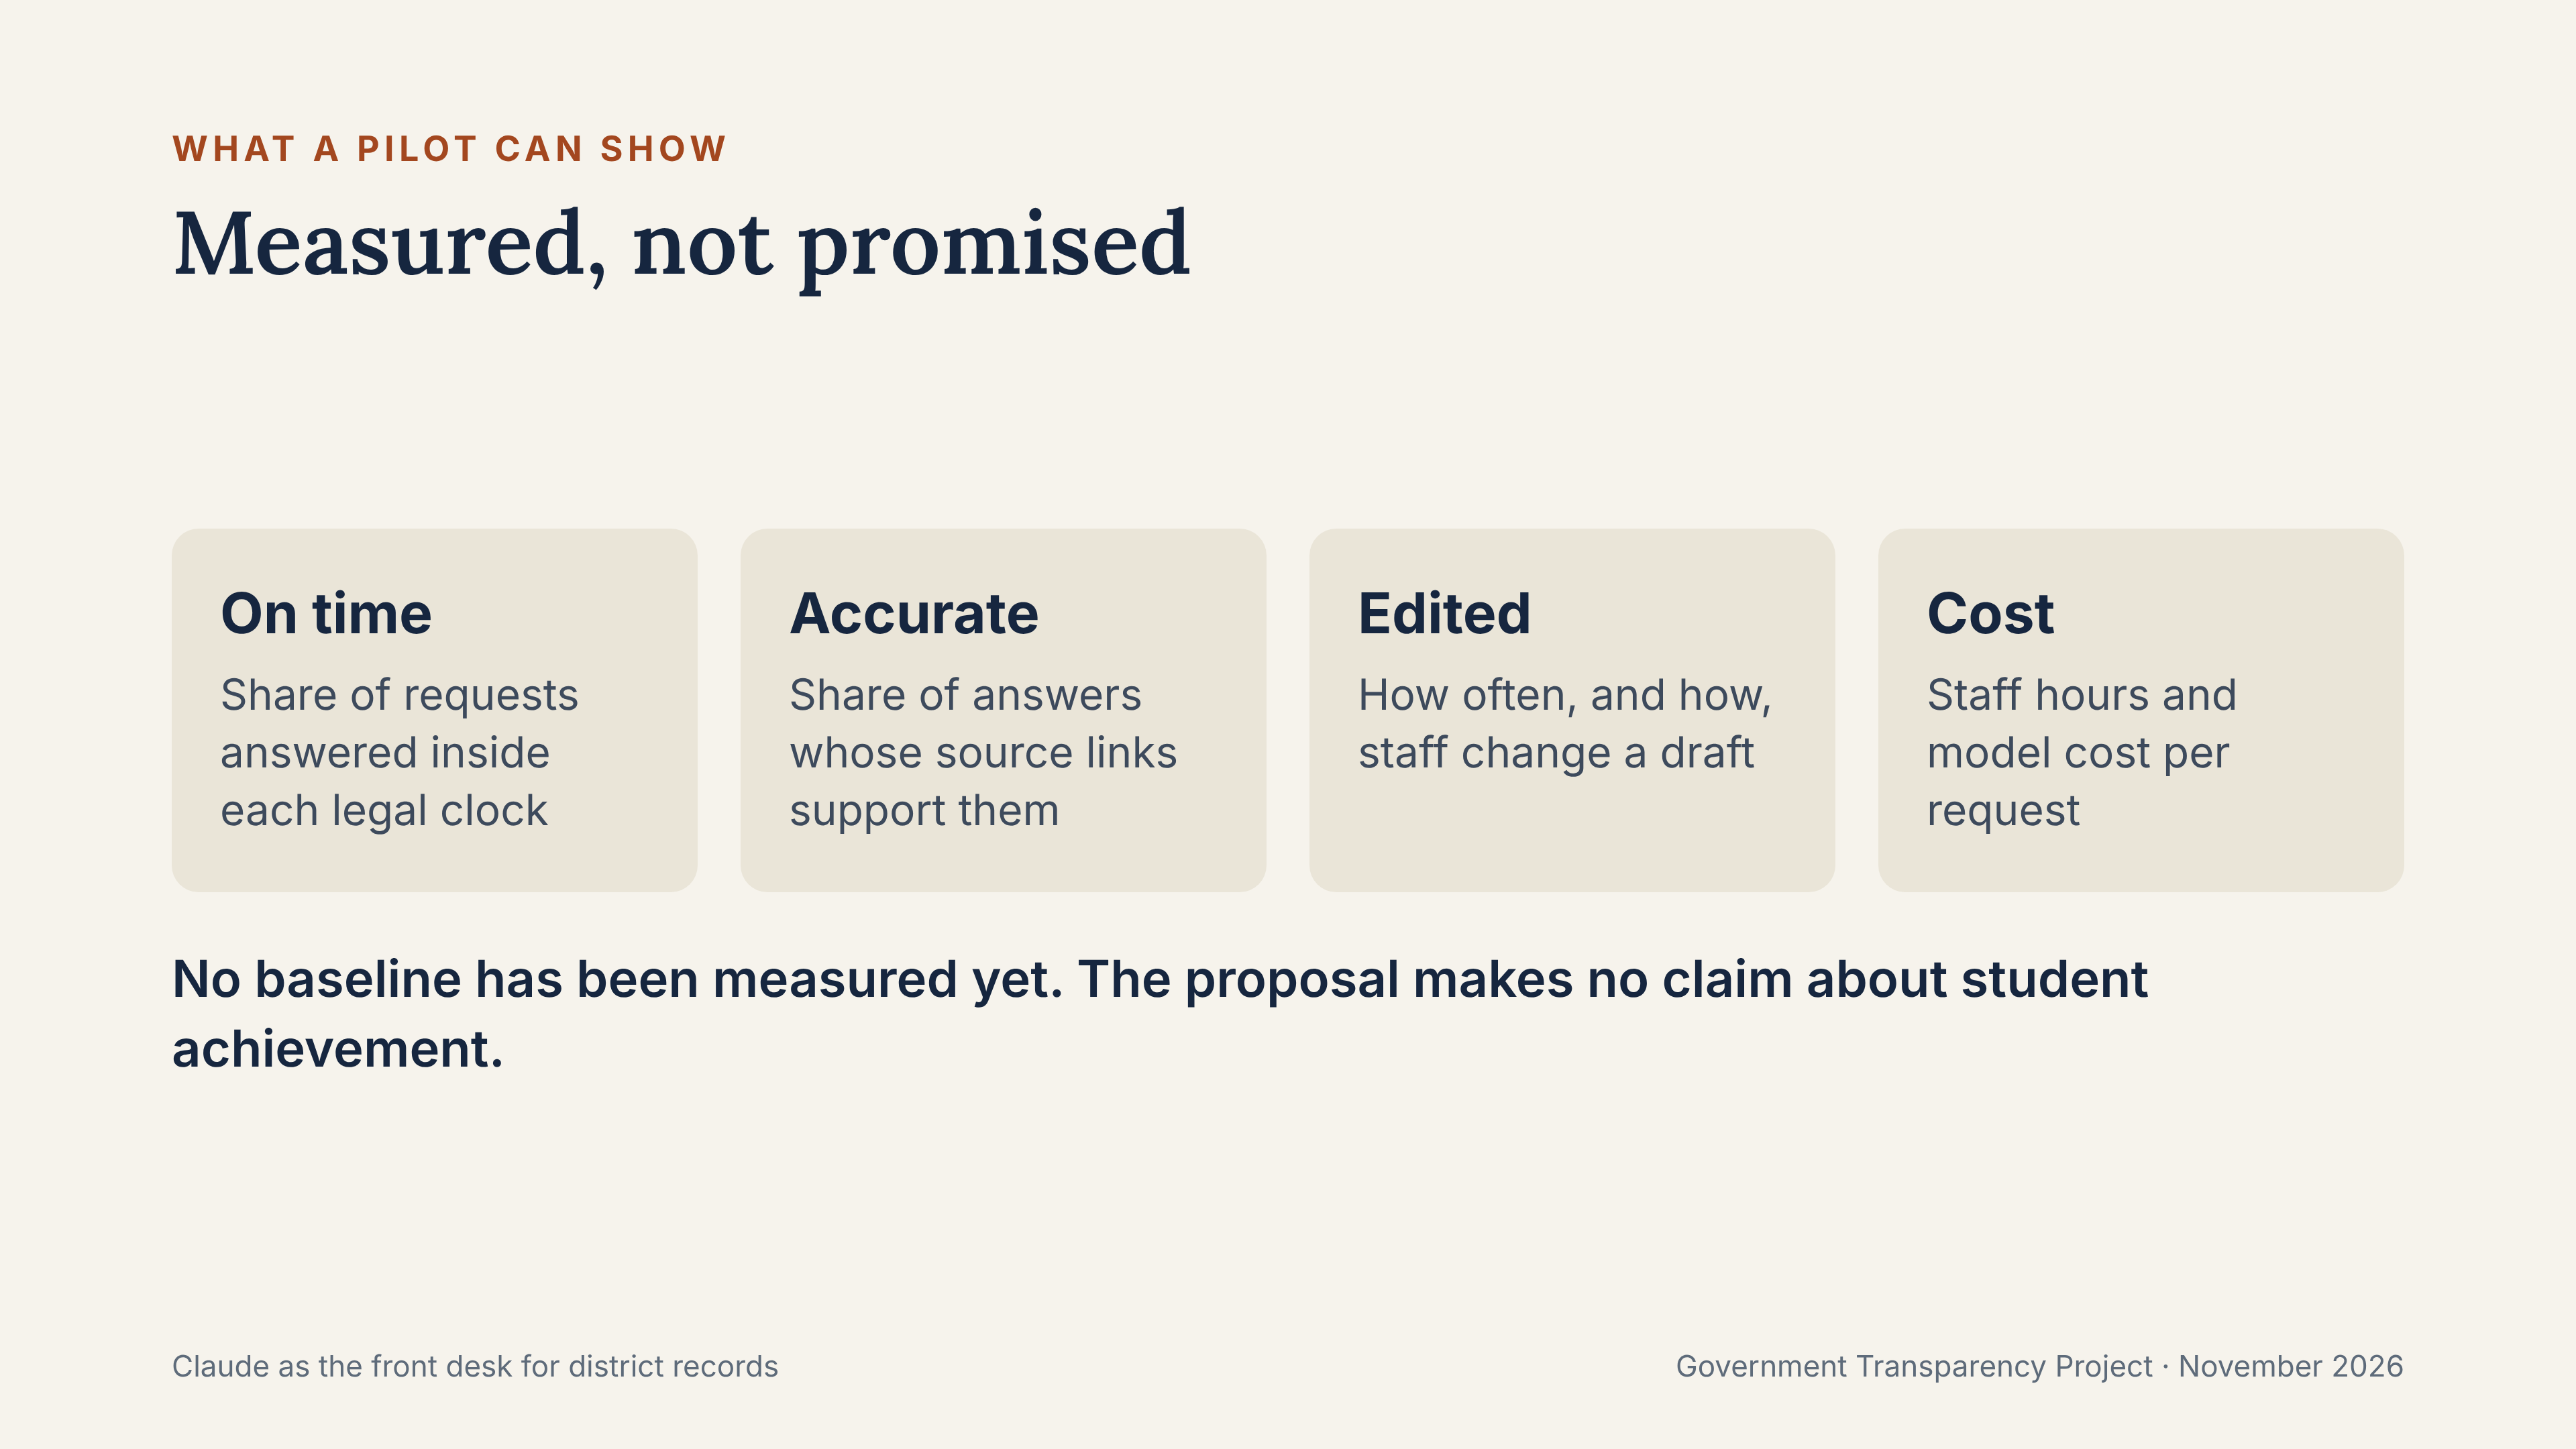 WHAT A PILOT CAN SHOW
Measured, not promised
On time
Share of requests
answered inside
each legal clock
Accurate
Share of answers
whose source links
support them
Edited
How often, and how,
staff change a draft
Cost
Staff hours and
model cost per
request
No baseline has been measured yet. The proposal makes no claim about student
achievement.
Claude as the front desk for district records
Government Transparency Project · November 2026